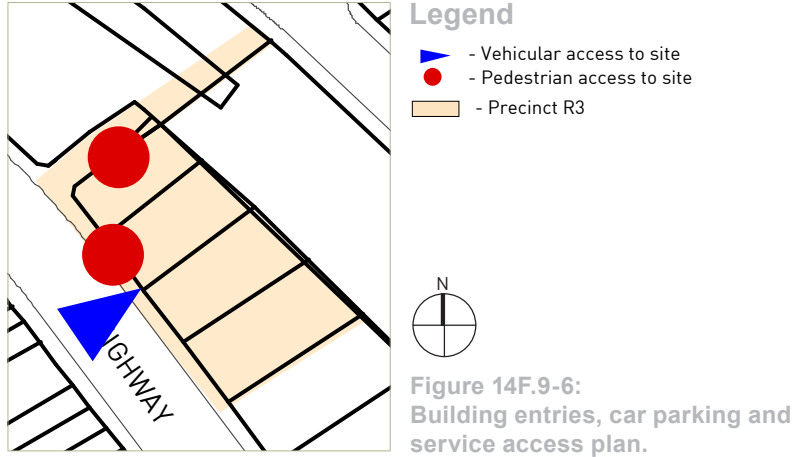 Legend
- Vehicular access to site
- Pedestrian access to site
- Precinct R3
N
IGHWAY
Figure 14F.9-6:
Building entries, car parking and
service access plan.